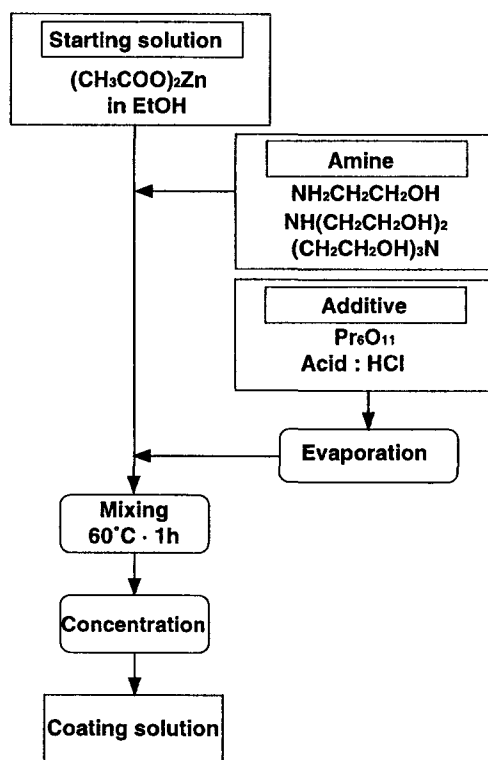 Starting solution
(CH₃COO)₂Zn
in EtOH
Amine
NH₂CH₂CH₂OH
NH(CH₂CH₂OH)₂
(CH₂CH₂OH)₃N
Additive
Pr₆O₁₁
Acid : HCl
Evaporation
Mixing
60°C · 1h
Concentration
Coating solution